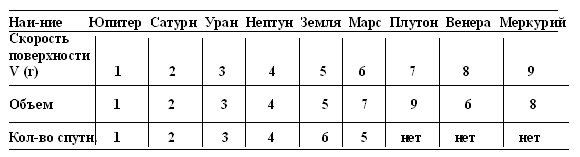 Наи-ние Юпитер Сатурн Уран Нептун Земля Марс Плутон Венера Меркурий
Скорость
поверхности
V (г) 1 2 3 4 5 6 7 8 9
Объем 1 2 3 4 5 7 9 6 8
Кол-во спутн, 1 2 3 4 6 5 нет нет нет